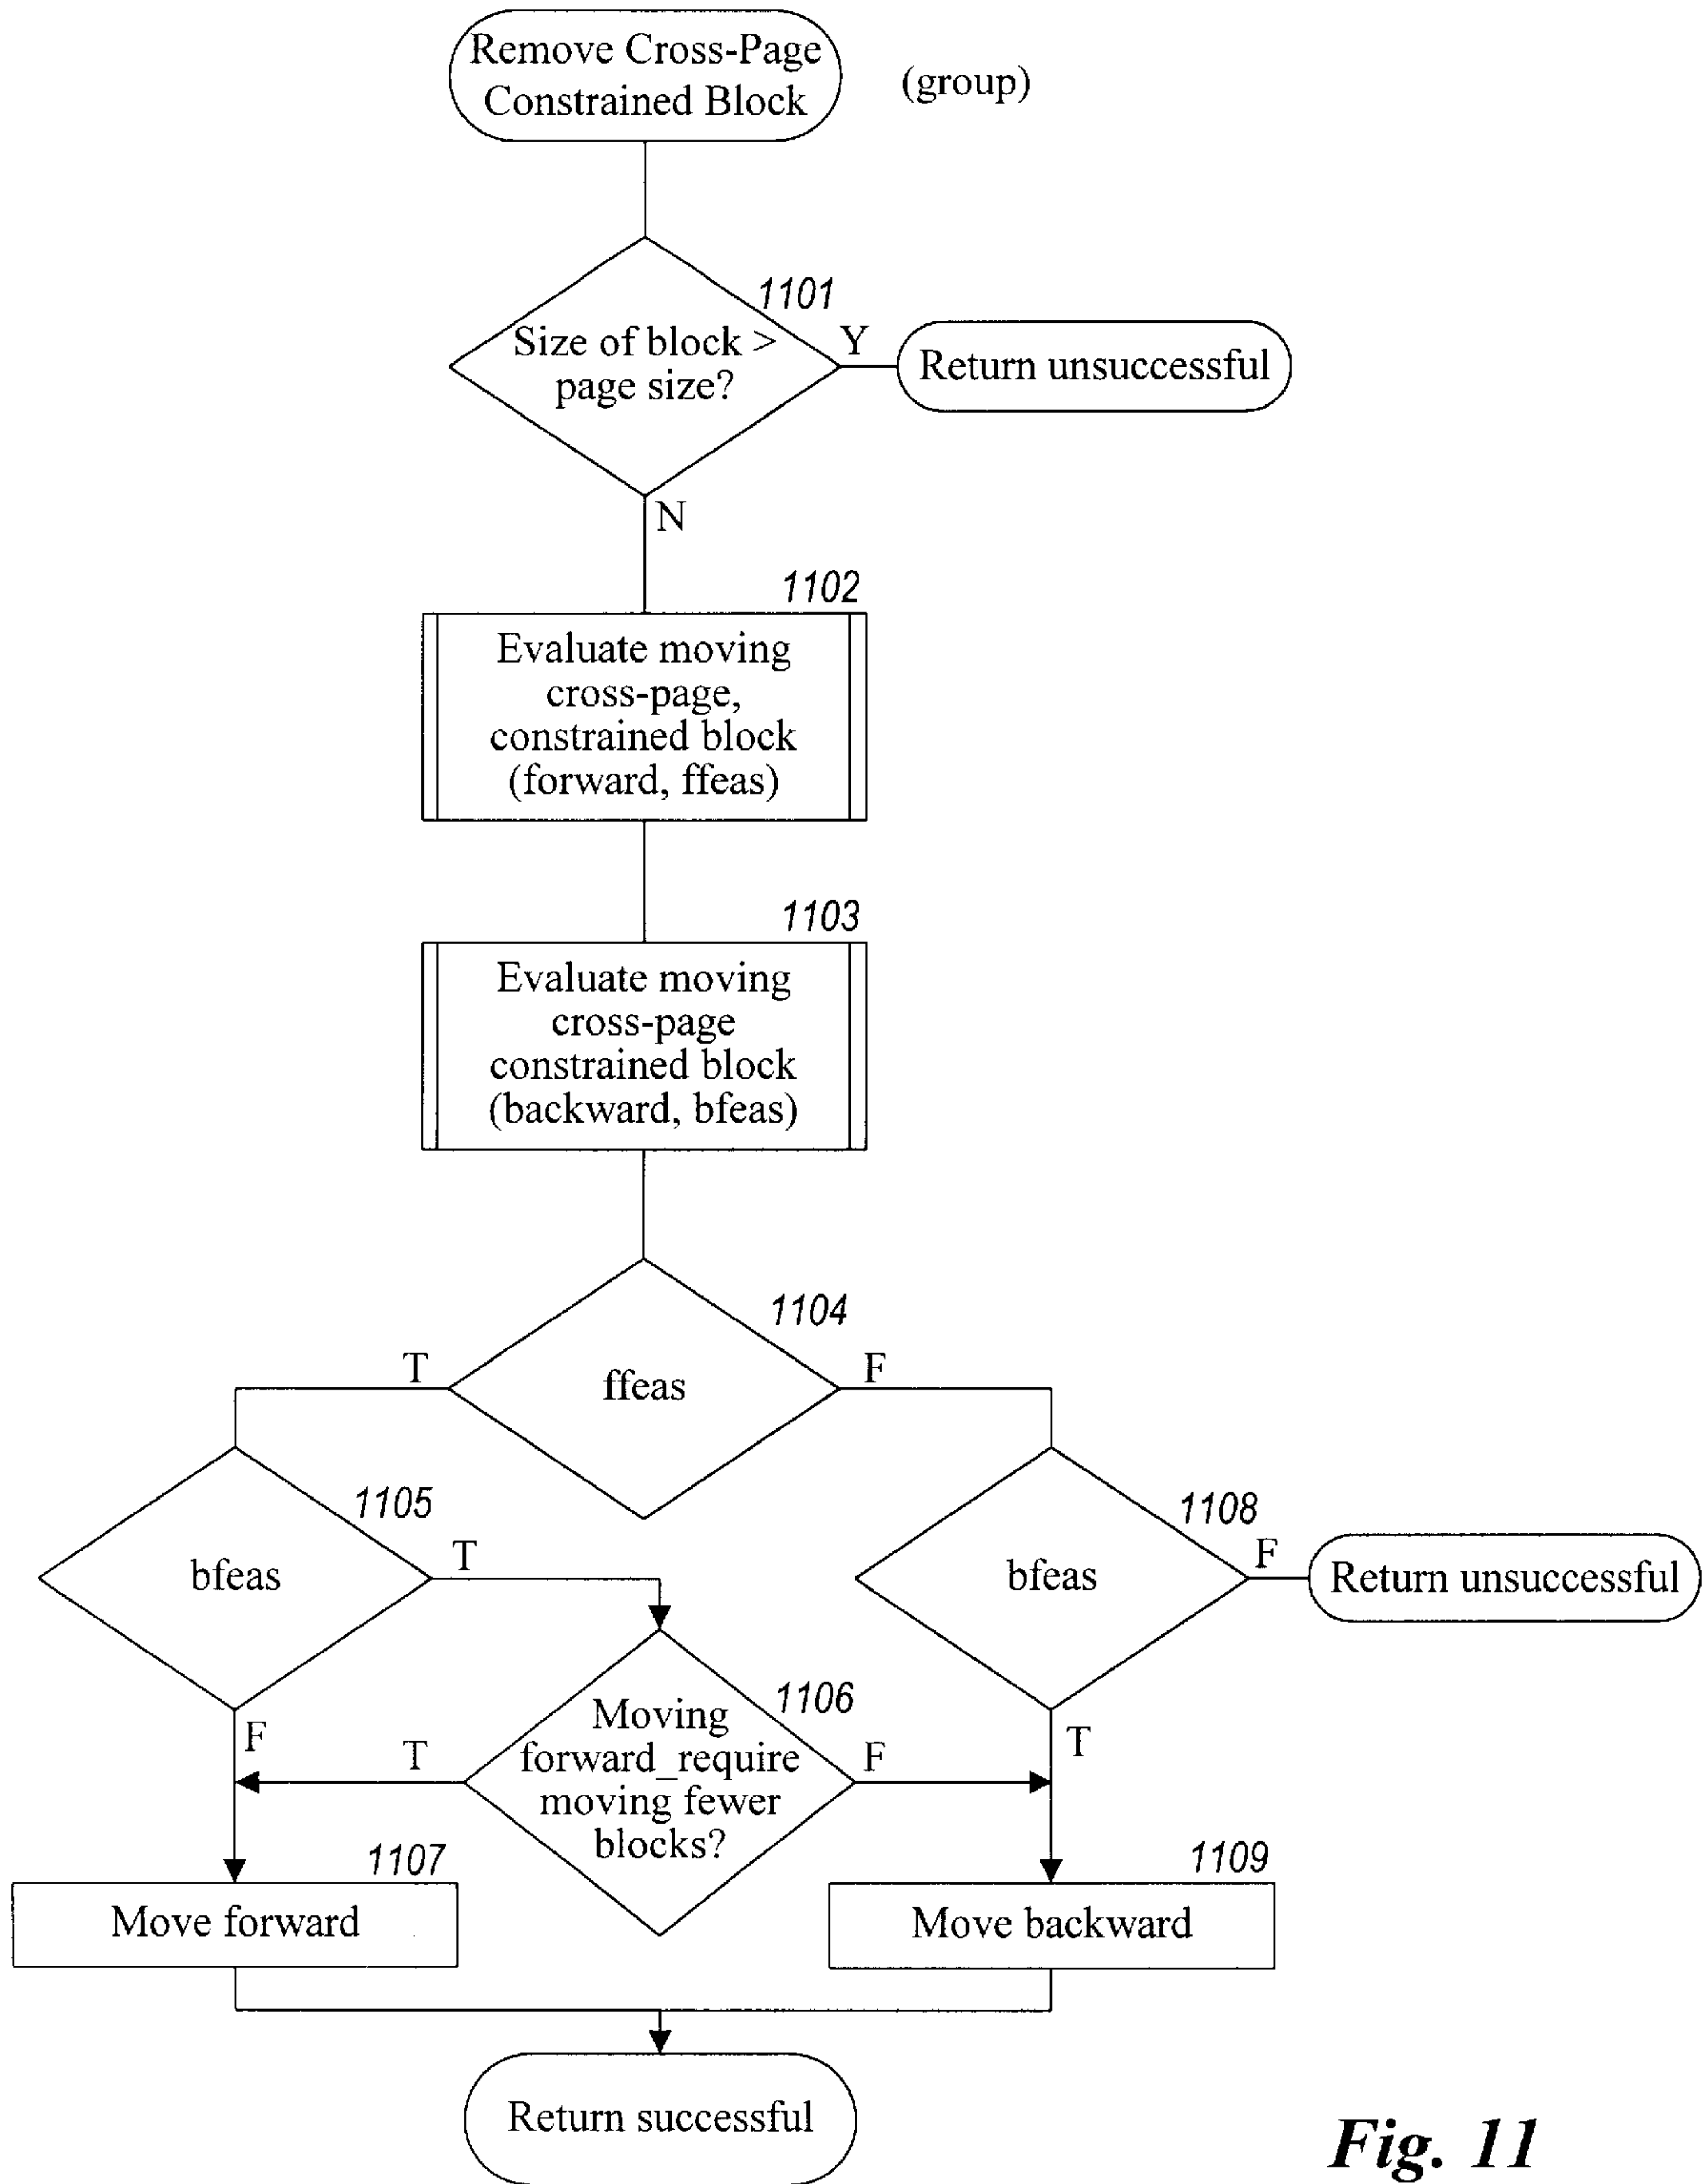 Remove Cross-Page
Constrained Block
(group)
1101
Size of block >
page size?
Y
Return unsuccessful
N
1102
Evaluate moving
cross-page,
constrained block
(forward, ffeas)
1103
Evaluate moving
cross-page
constrained block
(backward, bfeas)
1104
T
ffeas
F
1105
bfeas
T
1108
bfeas
F
Return unsuccessful
1106
Moving
forward_require
moving fewer
blocks?
F
T
F
T
1107
Move forward
1109
Move backward
Return successful
Fig. 11